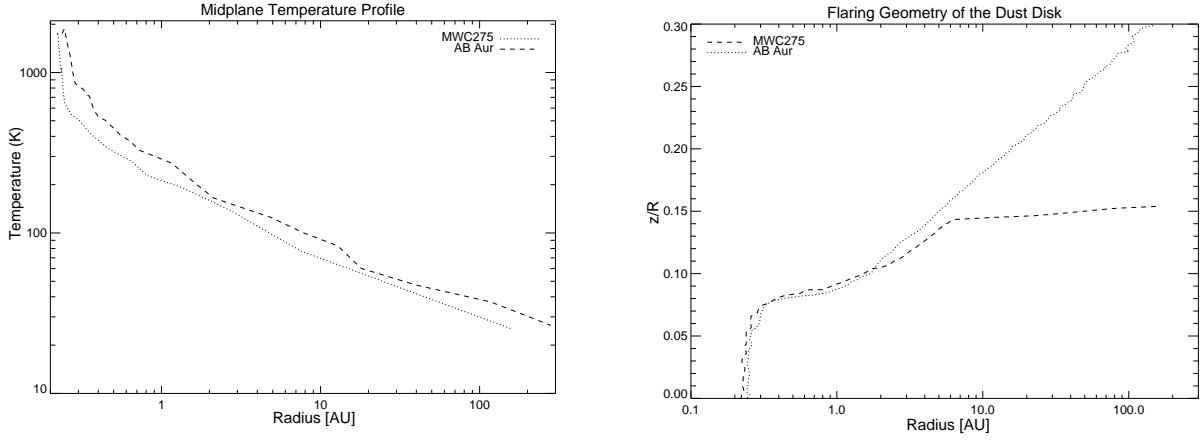 Midplane Temperature Profile
MWC275
AB Aur
1000
100
10
Temperature (K)
1
10
100
Radius [AU]
Flaring Geometry of the Dust Disk
MWC275
AB Aur
0.30
0.25
0.20
0.15
0.10
0.05
0.00
z/R
0.1
1.0
10.0
100.0
Radius [AU]